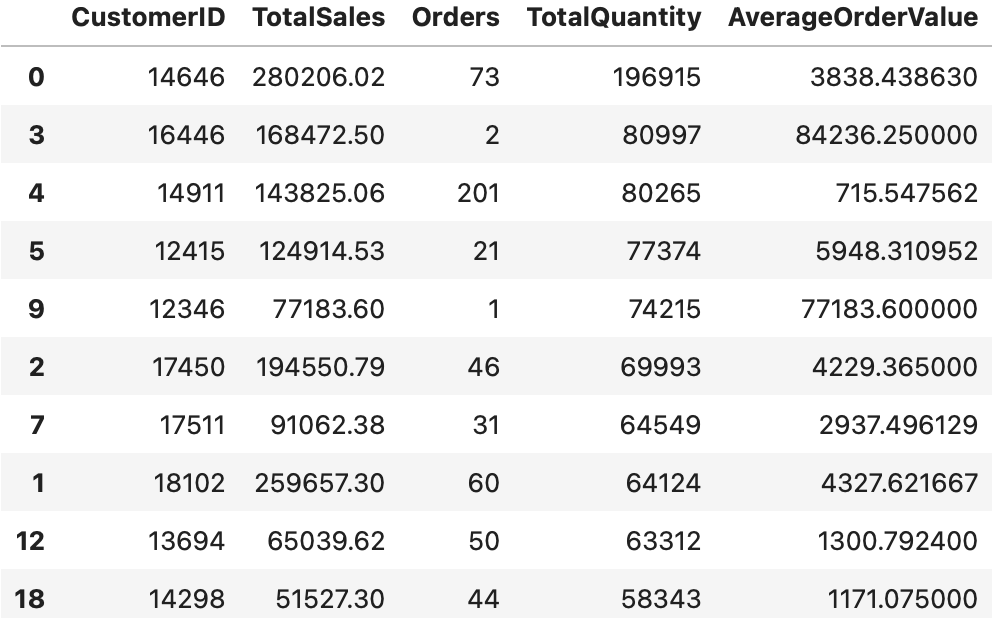 CustomerID TotalSales Orders TotalQuantity AverageOrderValue
0 14646 280206.02 73 196915 3838.438630
3 16446 168472.50 2 80997 84236.250000
4 14911 143825.06 201 80265 715.547562
5 12415 124914.53 21 77374 5948.310952
9 12346 77183.60 1 74215 77183.600000
2 17450 194550.79 46 69993 4229.365000
7 17511 91062.38 31 64549 2937.496129
1 18102 259657.30 60 64124 4327.621667
12 13694 65039.62 50 63312 1300.792400
18 14298 51527.30 44 58343 1171.075000